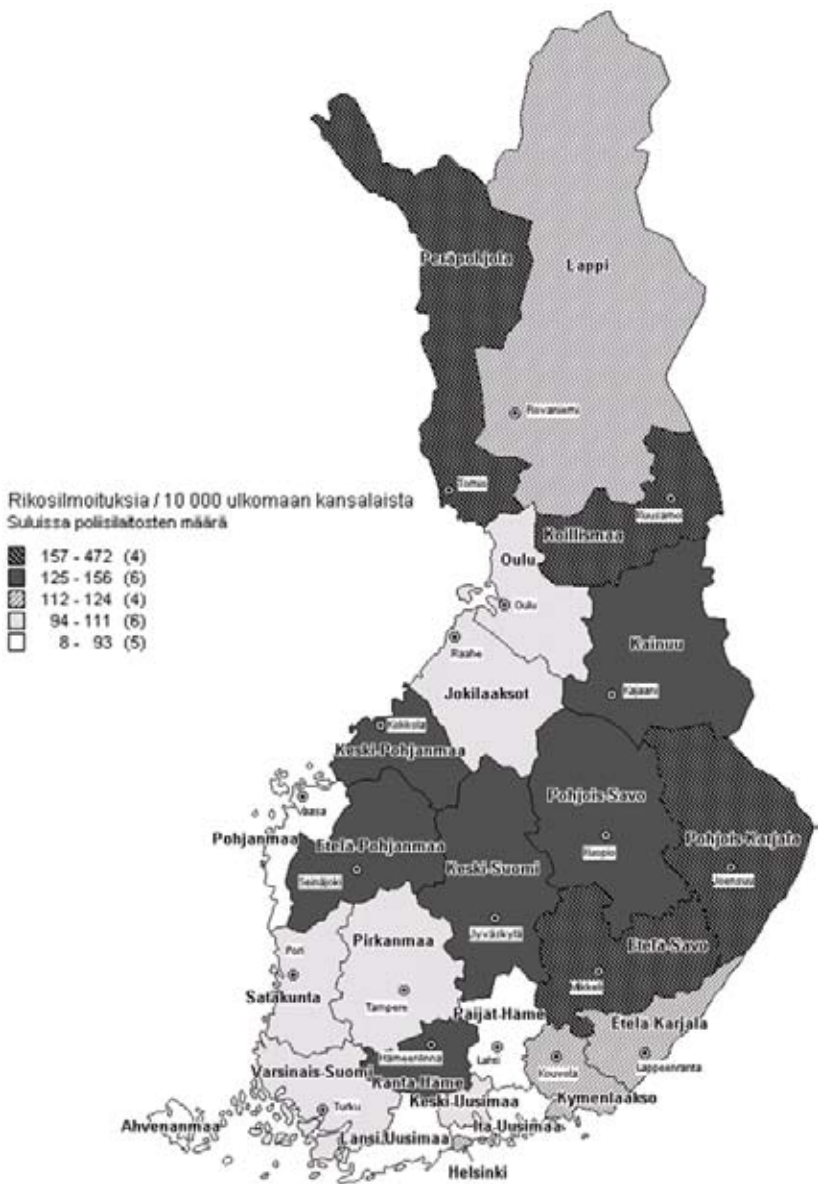 Peräpohjola
Lappi
Rovaniemi
Tornio
Kuusamo
Koillismaa
Rikosilmoituksia / 10 000 ulkomaan kansalaista
Suluissa poliisilaitosten määrä
157 - 472 (4)
125 - 156 (6)
112 - 124 (4)
94 - 111 (6)
8 - 93 (5)
Oulu
Oulu
Raahe
Kainuu
Kajaani
Jokilaaksot
Kokkola
Keski-Pohjanmaa
Vaasa
Pohjanmaa
Etelä-Pohjanmaa
Seinäjoki
Keski-Suomi
Jyväskylä
Pohjois-Savo
Kuopio
Pohjois-Karjala
Joensuu
Etelä-Savo
Mikkeli
Pirkanmaa
Pori
Satakunta
Tampere
Päijät-Häme
Etelä-Karjala
Hämeenlinna
Lahti
Kouvola
Lappeenranta
Varsinais-Suomi
Kanta-Häme
Keski-Uusimaa
Kymenlaakso
Turku
Ahvenanmaa
Itä-Uusimaa
Länsi-Uusimaa
Helsinki